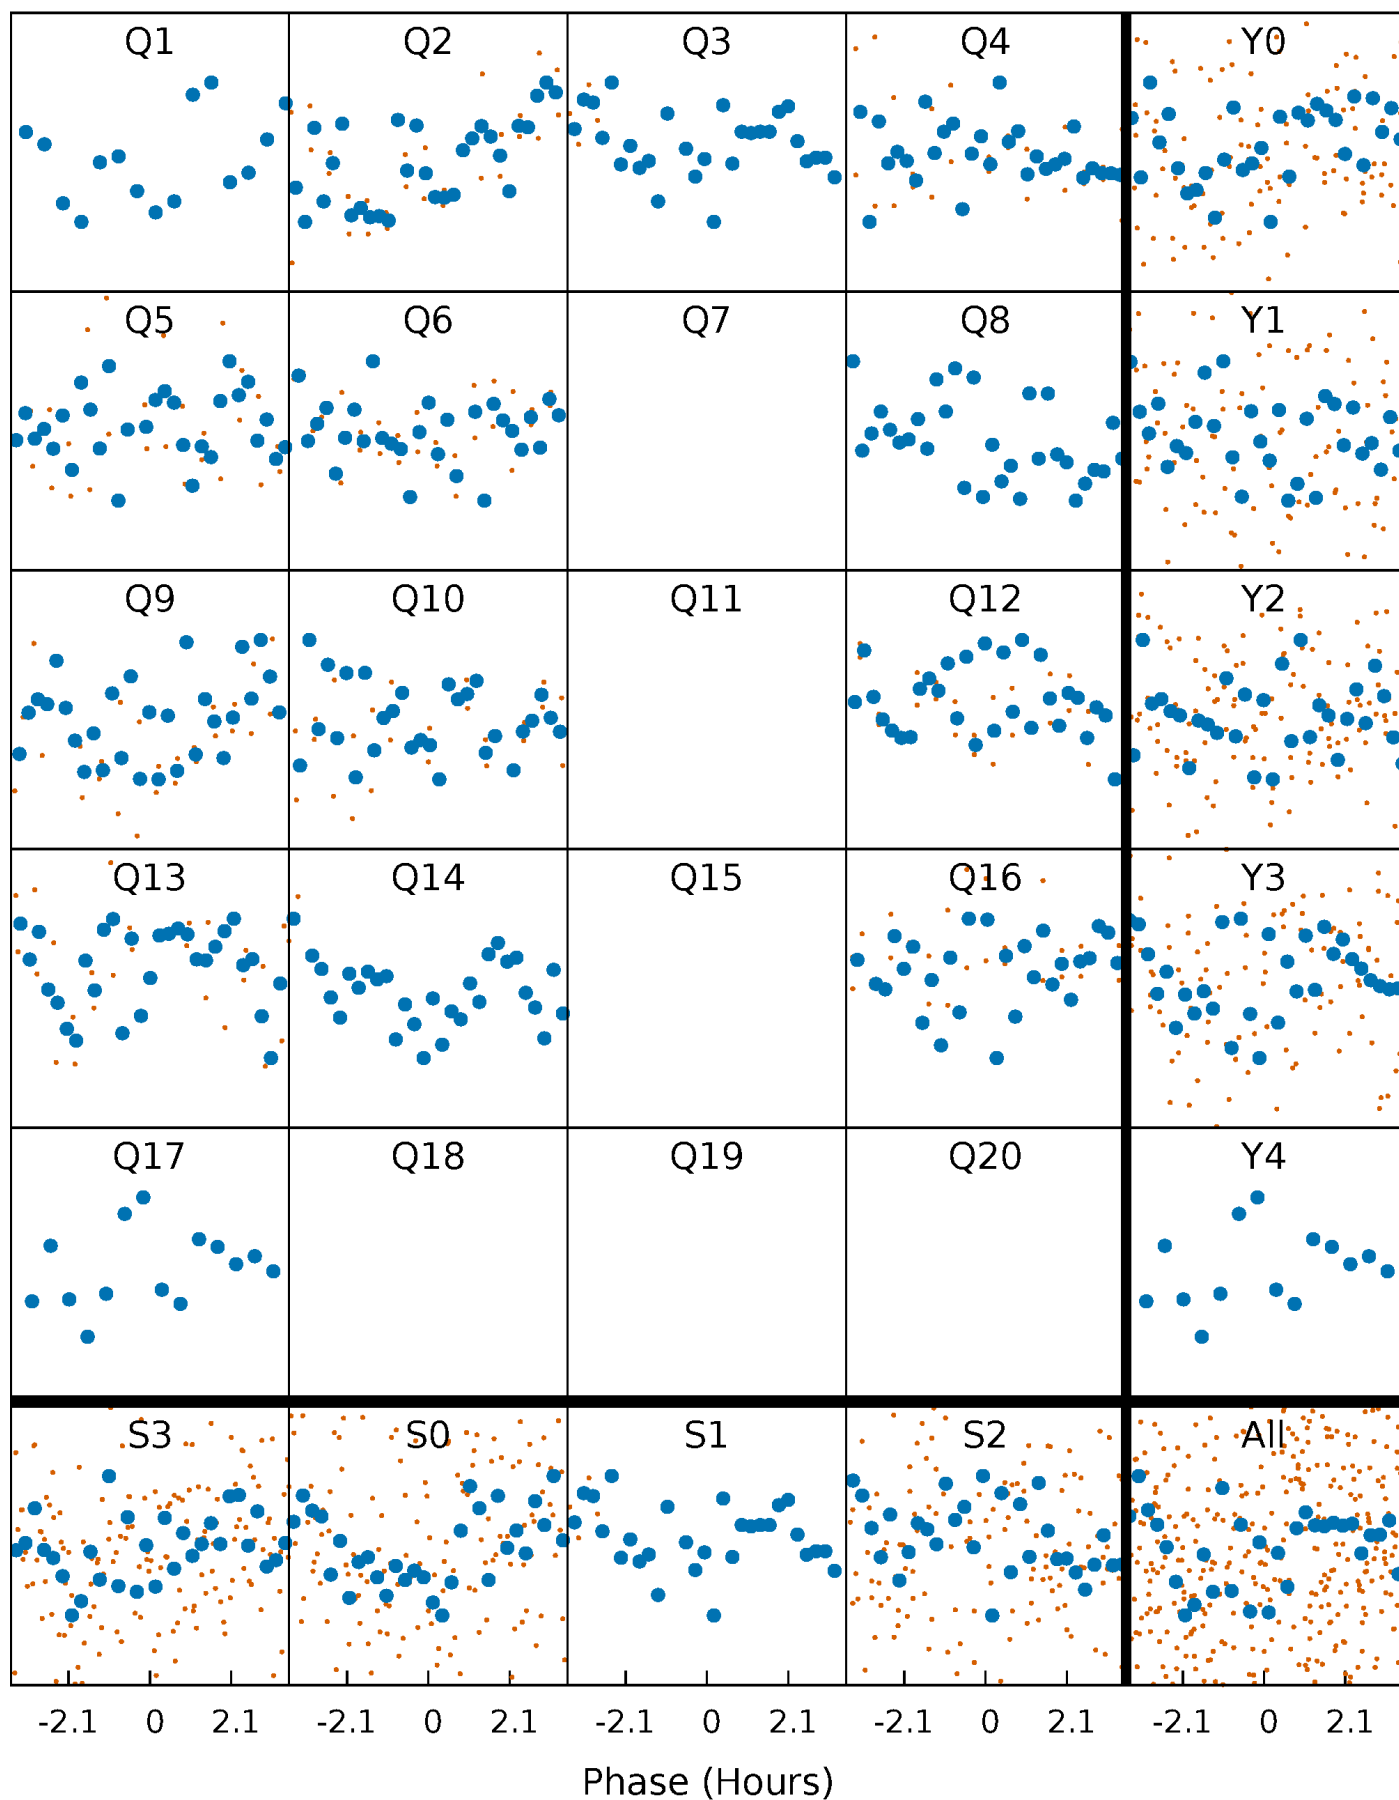 Q1 Q2 Q3 Q4 Y0
Q5 Q6 Q7 Q8 Y1
Q9 Q10 Q11 Q12 Y2
Q13 Q14 Q15 Q16 Y3
Q17 Q18 Q19 Q20 Y4
S3 S0 S1 S2 All
-2.1 0 2.1 -2.1 0 2.1 -2.1 0 2.1 -2.1 0 2.1 -2.1 0 2.1
Phase (Hours)